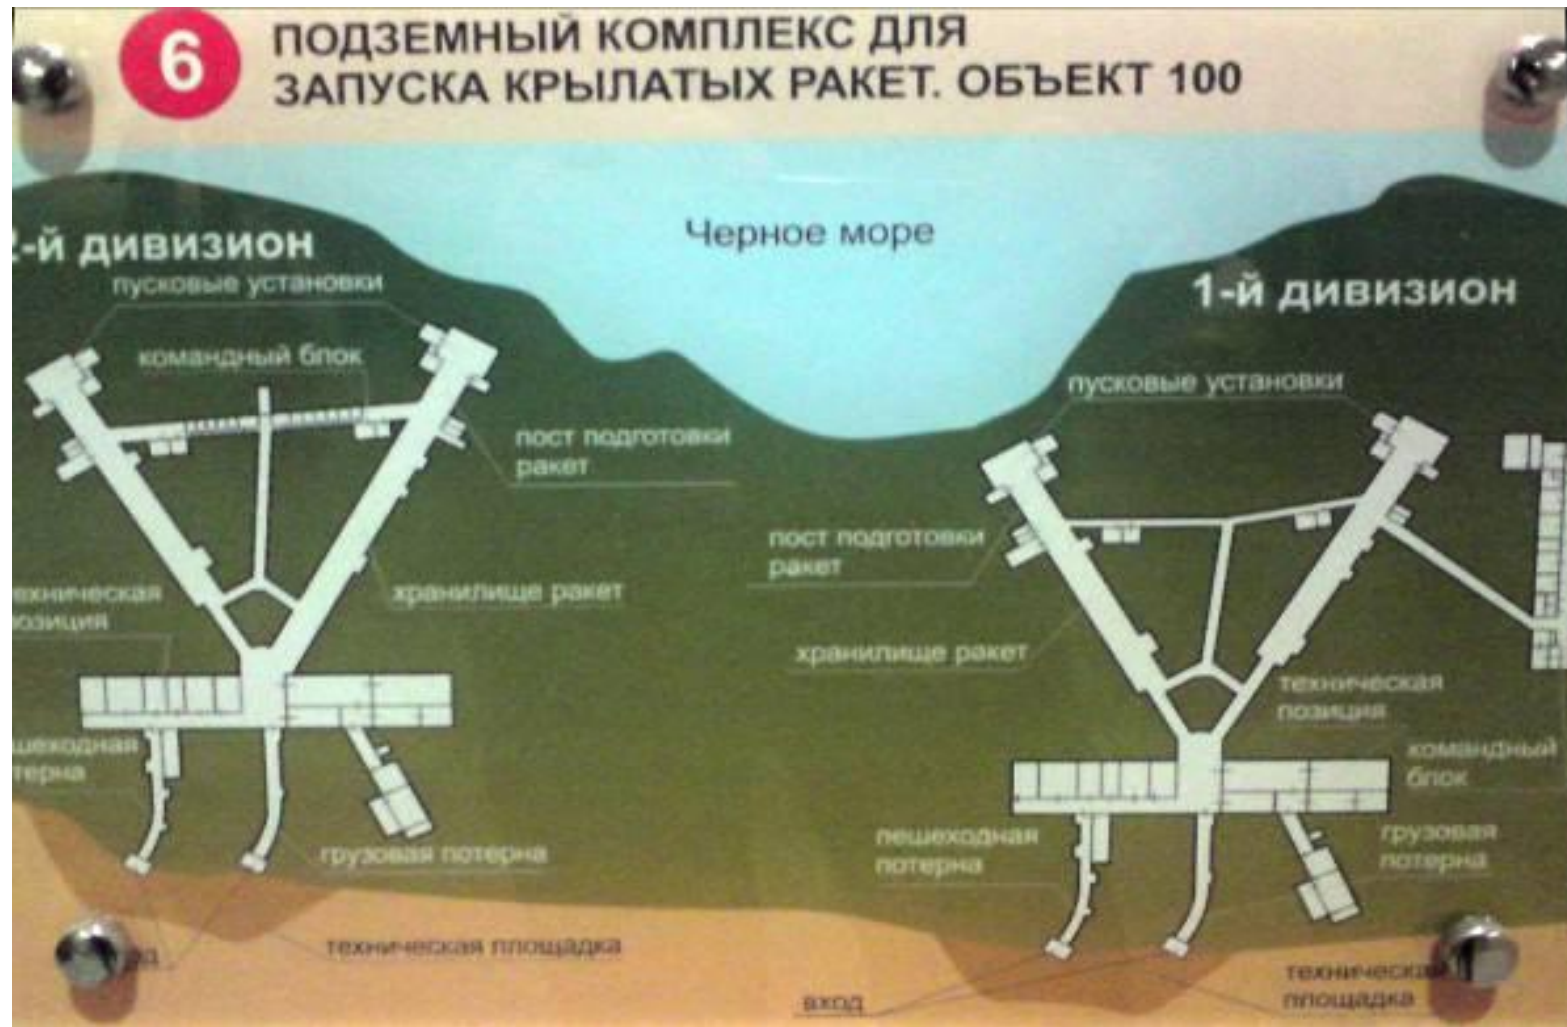 6
ПОДЗЕМНЫЙ КОМПЛЕКС ДЛЯ
ЗАПУСКА КРЫЛАТЫХ РАКЕТ. ОБЪЕКТ 100
Черное море
2-й дивизион
пусковые установки
командный блок
пост подготовки
ракет
хранилище ракет
техническая
позиция
пешеходная
потерна
грузовая потерна
техническая площадка
1-й дивизион
пусковые установки
пост подготовки
ракет
хранилище ракет
техническая
позиция
командный
блок
пешеходная
потерна
грузовая
потерна
вход
техническая
площадка